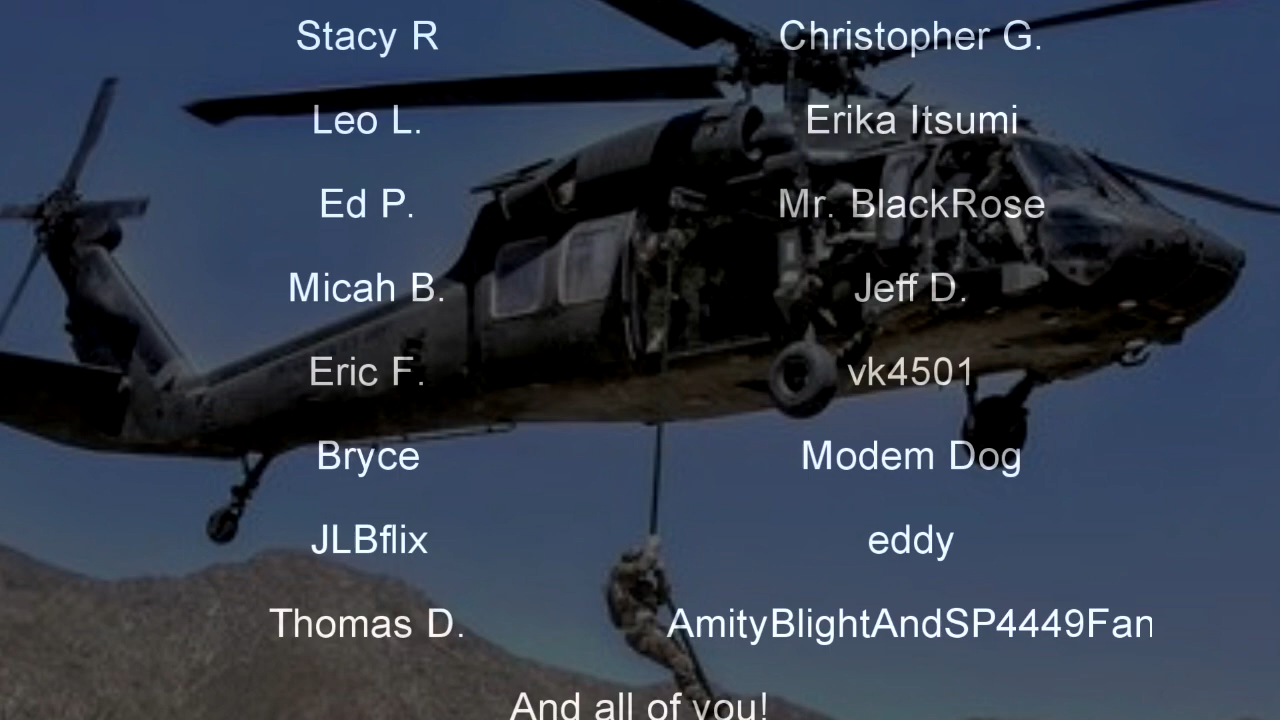 Stacy R
Christopher G.
Leo L.
Erika Itsumi
Ed P.
Mr. BlackRose
Micah B.
Jeff D.
Eric F.
vk4501
Bryce
Modem Dog
JLBflix
eddy
Thomas D.
AmityBlightAndSP4449Fan
And all of you!